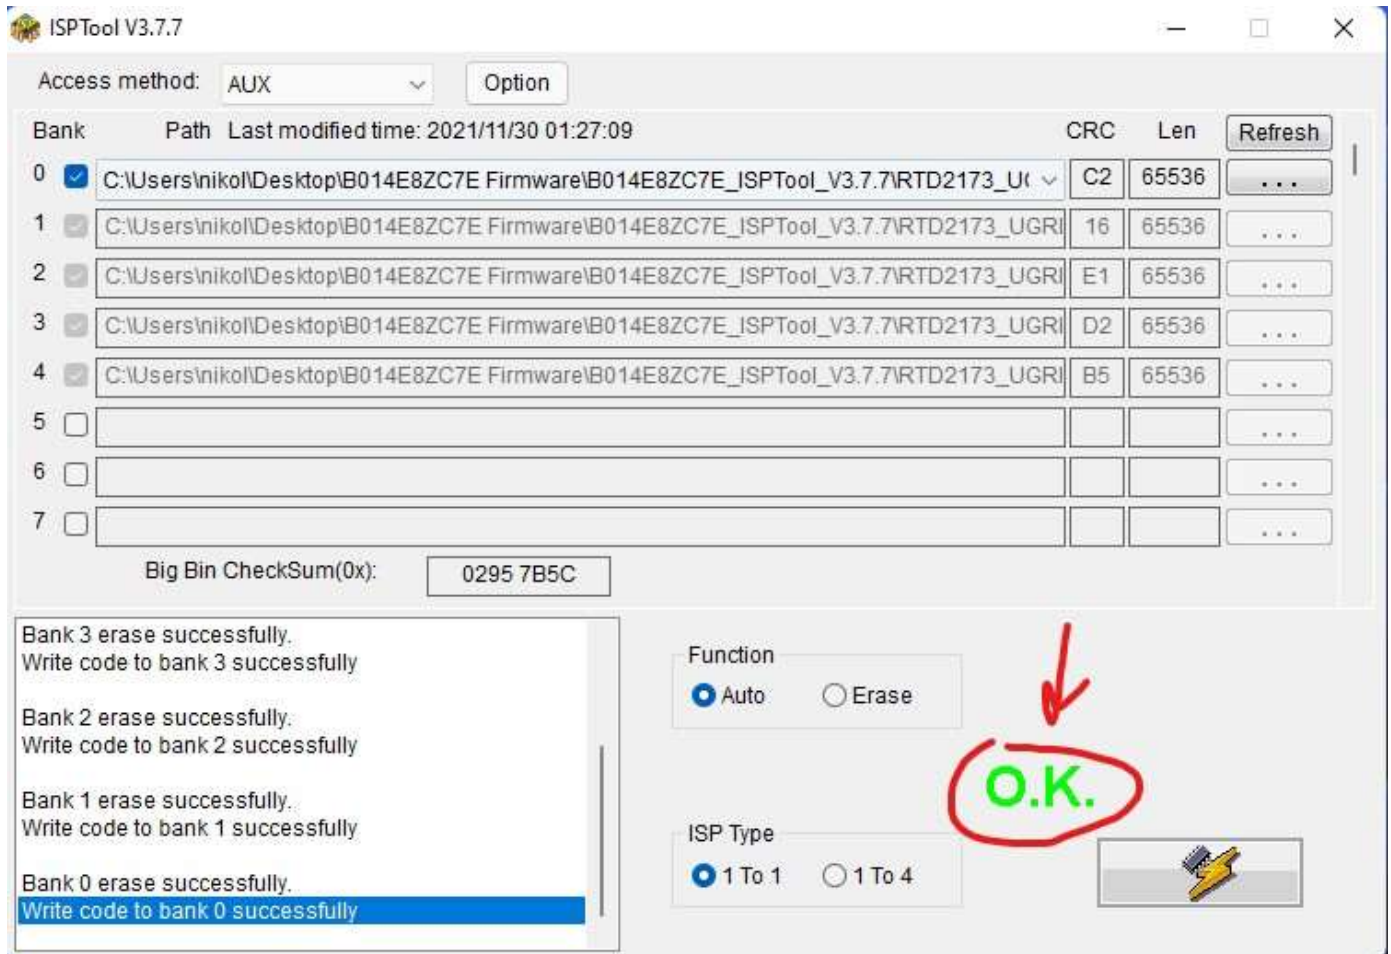 ISPTool V3.7.7
Access method: AUX Option
Bank Path Last modified time: 2021/11/30 01:27:09 CRC Len Refresh
0 C:\Users\nikol\Desktop\B014E8ZC7E Firmware\B014E8ZC7E_ISPTool_V3.7.7\RTD2173_U C2 65536 ...
1 C:\Users\nikol\Desktop\B014E8ZC7E Firmware\B014E8ZC7E_ISPTool_V3.7.7\RTD2173_UGRI 16 65536 ...
2 C:\Users\nikol\Desktop\B014E8ZC7E Firmware\B014E8ZC7E_ISPTool_V3.7.7\RTD2173_UGRI E1 65536 ...
3 C:\Users\nikol\Desktop\B014E8ZC7E Firmware\B014E8ZC7E_ISPTool_V3.7.7\RTD2173_UGRI D2 65536 ...
4 C:\Users\nikol\Desktop\B014E8ZC7E Firmware\B014E8ZC7E_ISPTool_V3.7.7\RTD2173_UGRI B5 65536 ...
5 ...
6 ...
7 ...
Big Bin CheckSum(0x): 0295 7B5C
Bank 3 erase successfully.
Write code to bank 3 successfully
Bank 2 erase successfully.
Write code to bank 2 successfully
Bank 1 erase successfully.
Write code to bank 1 successfully
Bank 0 erase successfully.
Write code to bank 0 successfully
Function
Auto Erase
O.K.
ISP Type
1 To 1 1 To 4